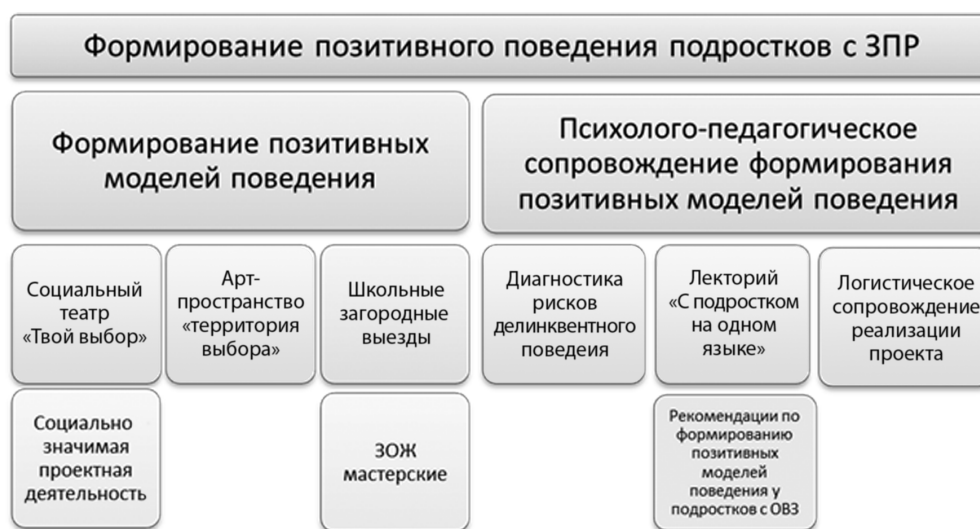 Формирование позитивного поведения подростков с ЗПР
Формирование позитивных
моделей поведения
Психолого-педагогическое
сопровождение формирования
позитивных моделей поведения
Социальный
театр
«Твой выбор»
Арт-
пространство
«территория
выбора»
Школьные
загородные
выезды
Диагностика
рисков
делинквентного
поведеия
Лекторий
«С подростком
на одном
языке»
Логистическое
сопровождение
реализации
проекта
Социально
значимая
проектная
деятельность
ЗОЖ
мастерские
Рекомендации по
формированию
позитивных
моделей
поведения у
подростков с ОВЗ